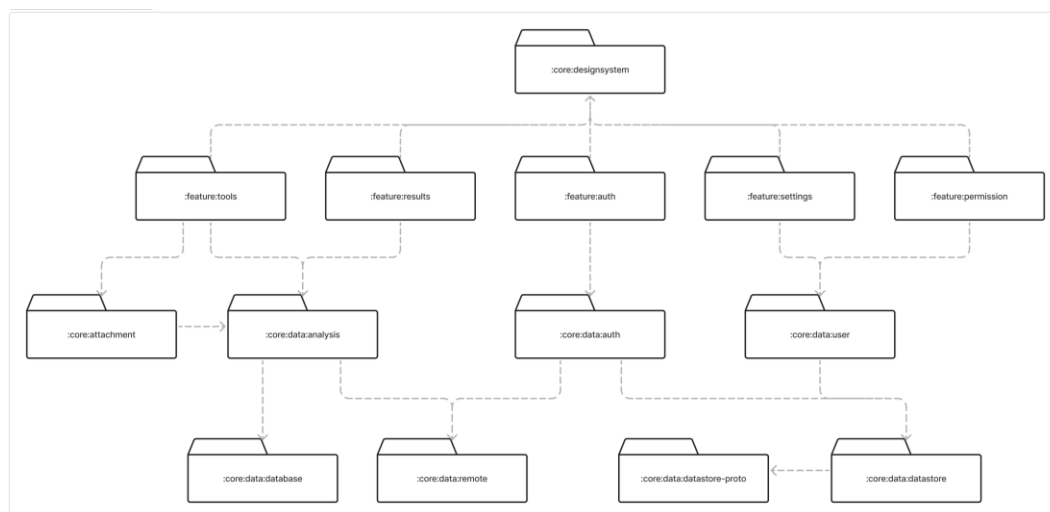 :core:designsystem
:feature:tools
:feature:results
:feature:auth
:feature:settings
:feature:permission
:core:attachment
:core:data:analysis
:core:data:auth
:core:data:user
:core:data:database
:core:data:remote
:core:data:datastore-proto
:core:data:datastore